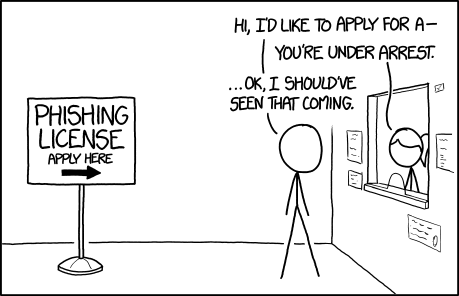 HI, I'D LIKE TO APPLY FOR A—
YOU'RE UNDER ARREST.
...OK, I SHOULD'VE
SEEN THAT COMING.
PHISHING
LICENSE
APPLY HERE